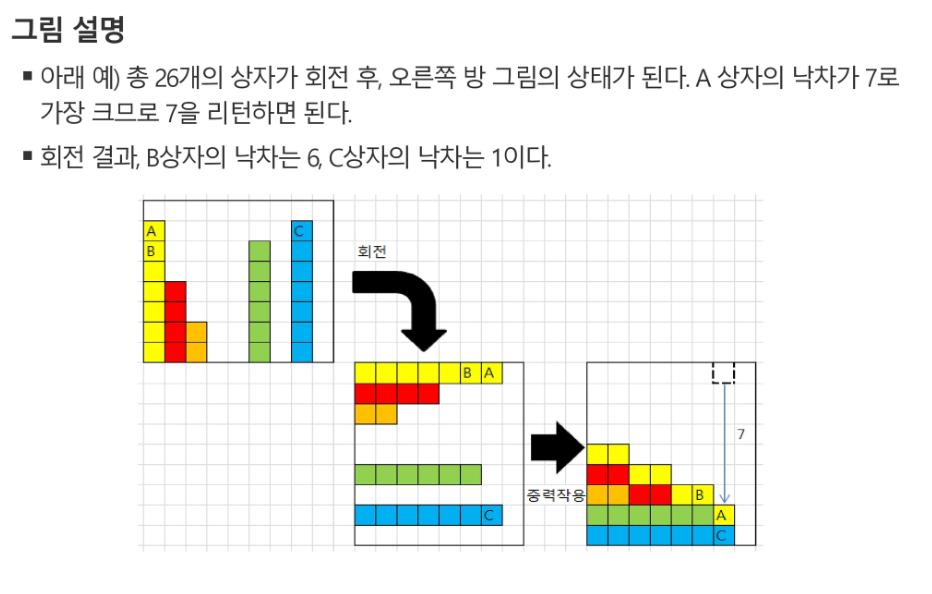 그림 설명
▪ 아래 예) 총 26개의 상자가 회전 후, 오른쪽 방 그림의 상태가 된다. A 상자의 낙차가 7로
가장 크므로 7을 리턴하면 된다.
▪ 회전 결과, B상자의 낙차는 6, C상자의 낙차는 1이다.
A
C
B
회전
B A
7
C
중력작용
B
A
C